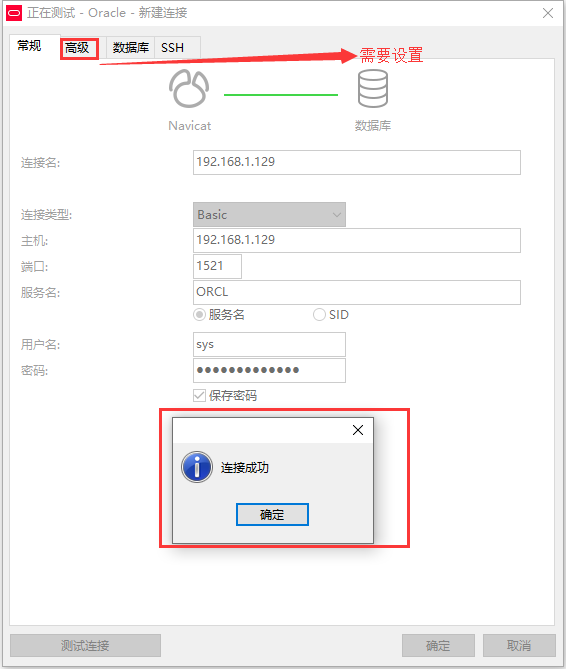 正在测试 - Oracle - 新建连接
常规 高级 数据库 SSH
需要设置
Navicat 数据库
连接名: 192.168.1.129
连接类型: Basic
主机: 192.168.1.129
端口: 1521
服务名: ORCL
服务名 SID
用户名: sys
密码: ●●●●●●●●●●●●●
保存密码
连接成功
确定
测试连接 确定 取消